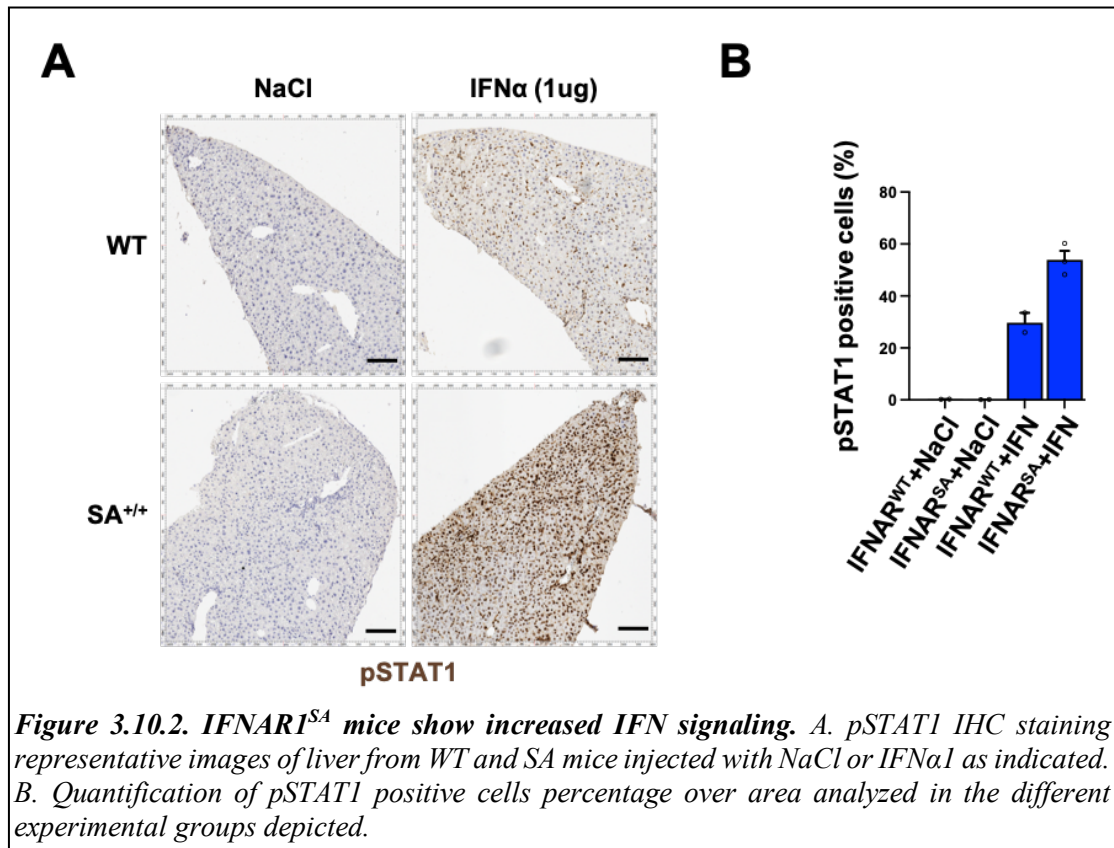 A
B
NaCl
IFNα (1ug)
WT
SA+/+
pSTAT1
pSTAT1 positive cells (%)
80
60
40
20
0
IFNARWT+NaCl
IFNARSA+NaCl
IFNARWT+IFN
IFNARSA+IFN
Figure 3.10.2. IFNAR1SA mice show increased IFN signaling. A. pSTAT1 IHC staining
representative images of liver from WT and SA mice injected with NaCl or IFNα1 as indicated.
B. Quantification of pSTAT1 positive cells percentage over area analyzed in the different
experimental groups depicted.